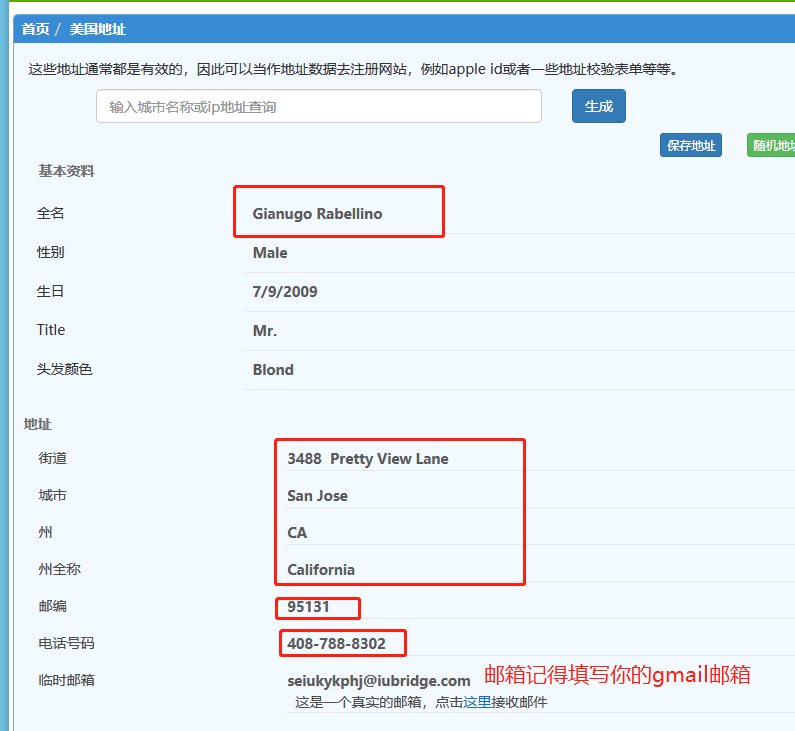 首页 / 美国地址
这些地址通常都是有效的，因此可以当作地址数据去注册网站，例如apple id或者一些地址校验表单等等。
输入城市名称或ip地址查询 生成
保存地址 随机地
基本资料
全名 Gianugo Rabellino
性别 Male
生日 7/9/2009
Title Mr.
头发颜色 Blond
地址
街道 3488 Pretty View Lane
城市 San Jose
州 CA
州全称 California
邮编 95131
电话号码 408-788-8302
临时邮箱 seiukykphj@iubridge.com 邮箱记得填写你的gmail邮箱
这是一个真实的邮箱，点击这里接收邮件